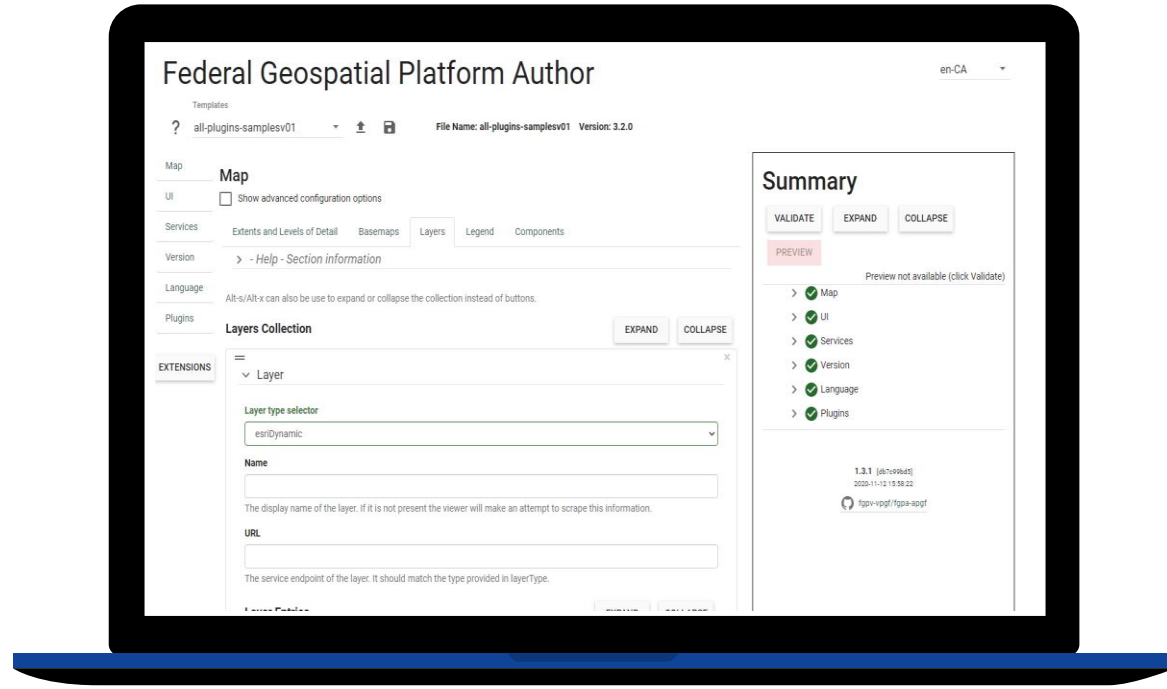 Federal Geospatial Platform Author
en-CA
Templates
? all-plugins-samplesv01
File Name: all-plugins-samplesv01 Version: 3.2.0
Map
UI
Services
Version
Language
Plugins
EXTENSIONS
Map
Show advanced configuration options
Extents and Levels of Detail Basemaps Layers Legend Components
- Help - Section information
Alt-s/Alt-x can also be use to expand or collapse the collection instead of buttons.
Layers Collection EXPAND COLLAPSE
x
Layer
Layer type selector
esriDynamic
Name
The display name of the layer. If it is not present the viewer will make an attempt to scrape this information.
URL
The service endpoint of the layer. It should match the type provided in layerType.
Layer Entries EXPAND COLLAPSE
Summary
VALIDATE EXPAND COLLAPSE
PREVIEW
Preview not available (click Validate)
Map
UI
Services
Version
Language
Plugins
1.3.1 [db7c99bd5]
2020-11-12 15:58:22
fgpv-vpgf/fgpa-apgf